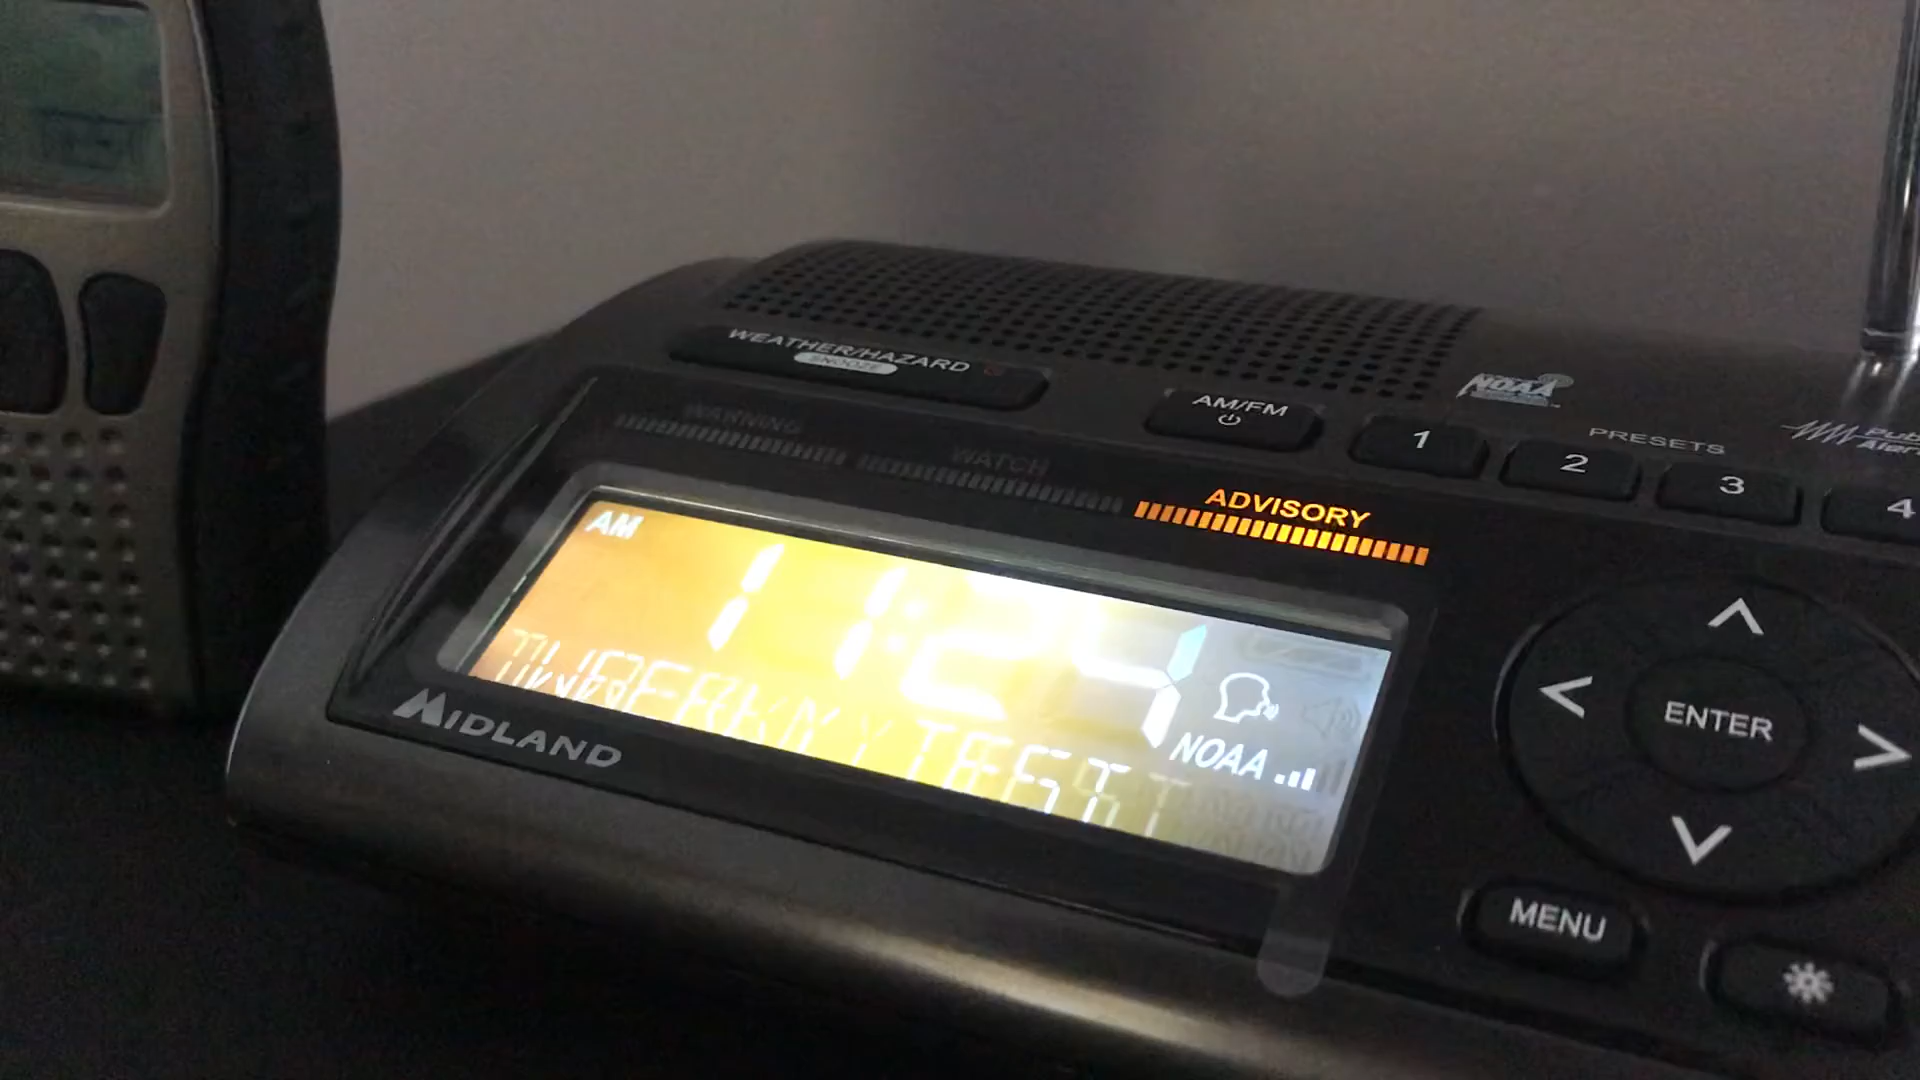 WEATHER/HAZARD
SNOOZE
AM/FM
NOAA
PRESETS
1
2
3
4
WARNING
WATCH
ADVISORY
AM
11:24
WEEKLY TEST
NOAA
MIDLAND
ENTER
MENU